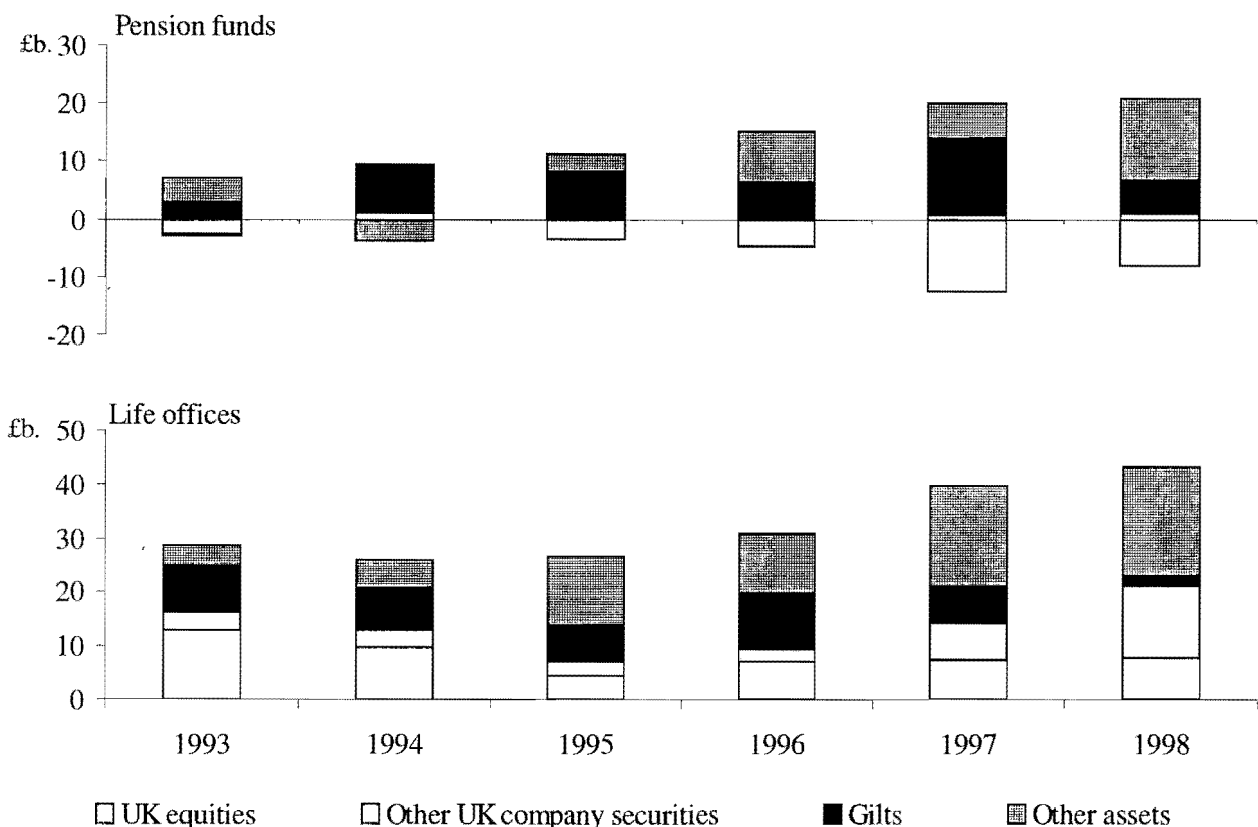 Pension funds
£b. 30
20
10
0
-10
-20
Life offices
£b. 50
40
30
20
10
0
1993 1994 1995 1996 1997 1998
UK equities Other UK company securities Gilts Other assets